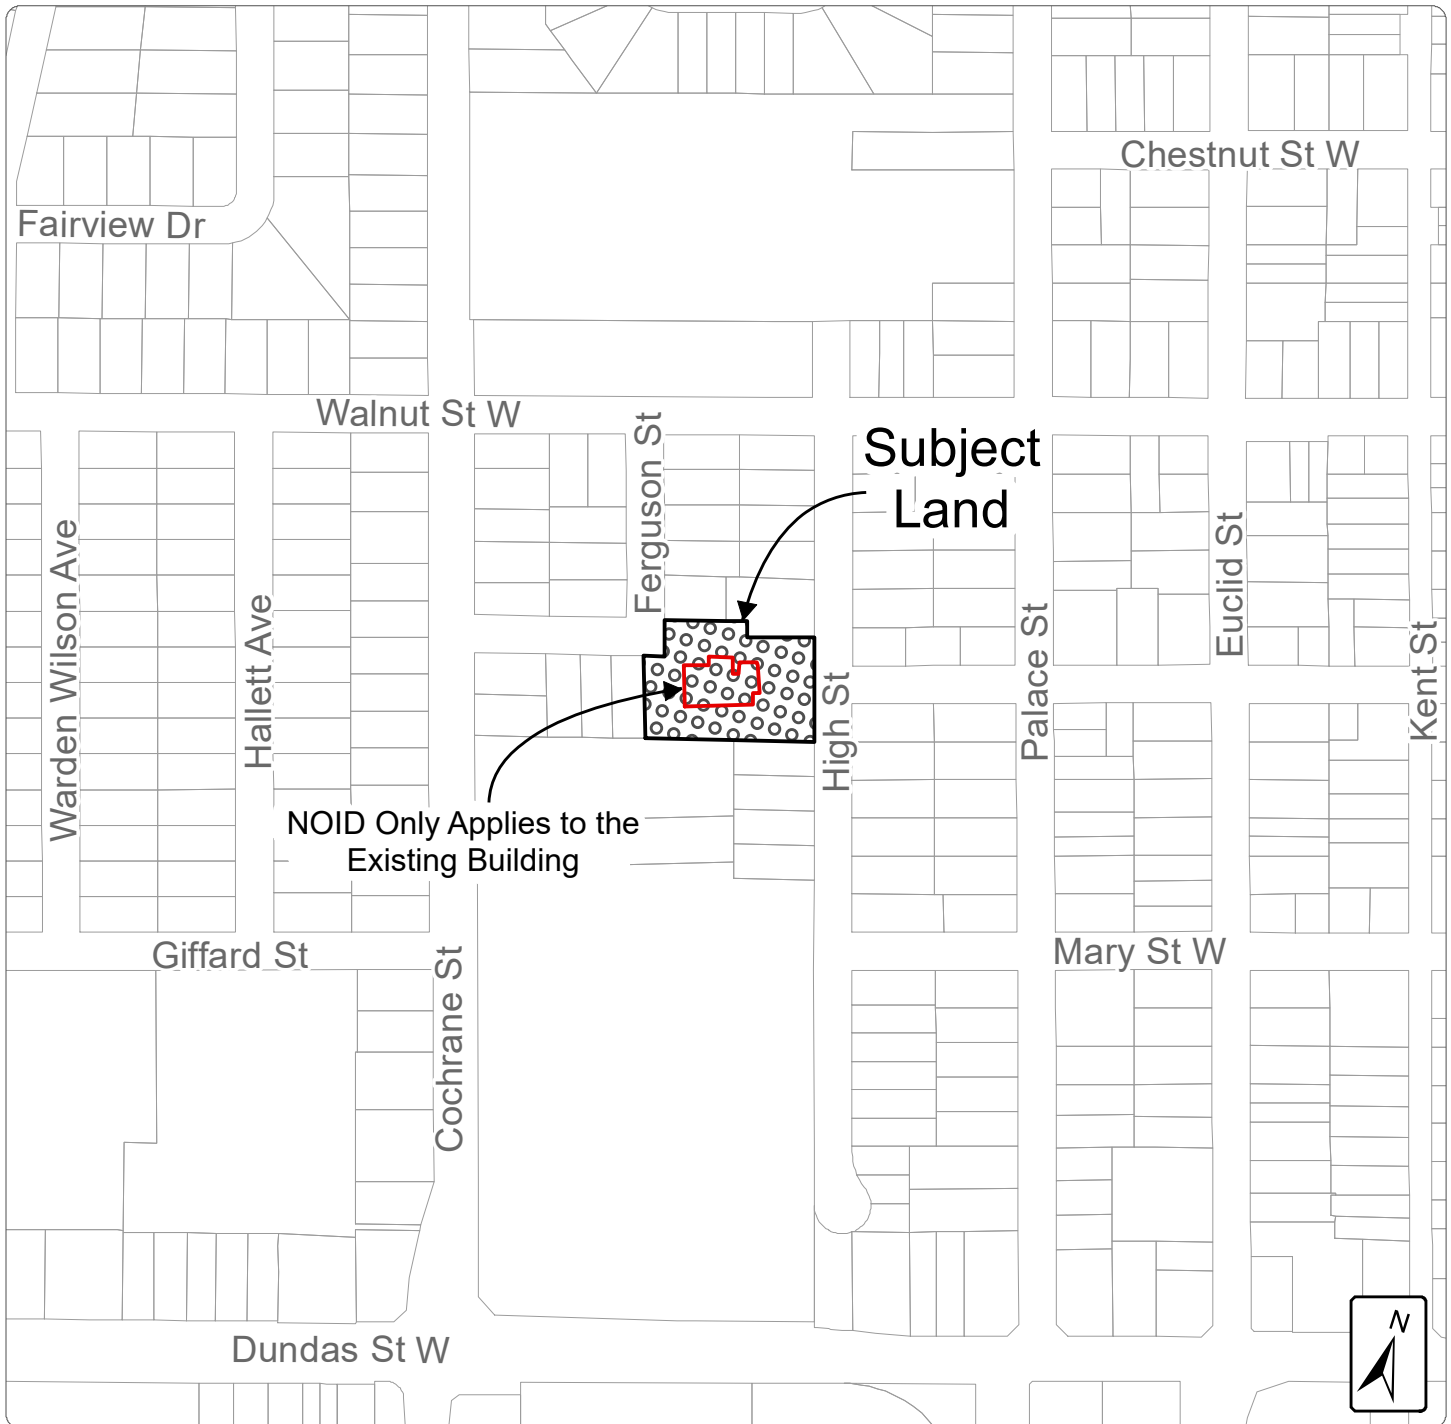 Chestnut St W
Fairview Dr
Walnut St W
Ferguson St
Subject
Land
Warden Wilson Ave
Hallett Ave
Euclid St
Palace St
Kent St
High St
NOID Only Applies to the
Existing Building
Giffard St
Mary St W
Cochrane St
Dundas St W
N